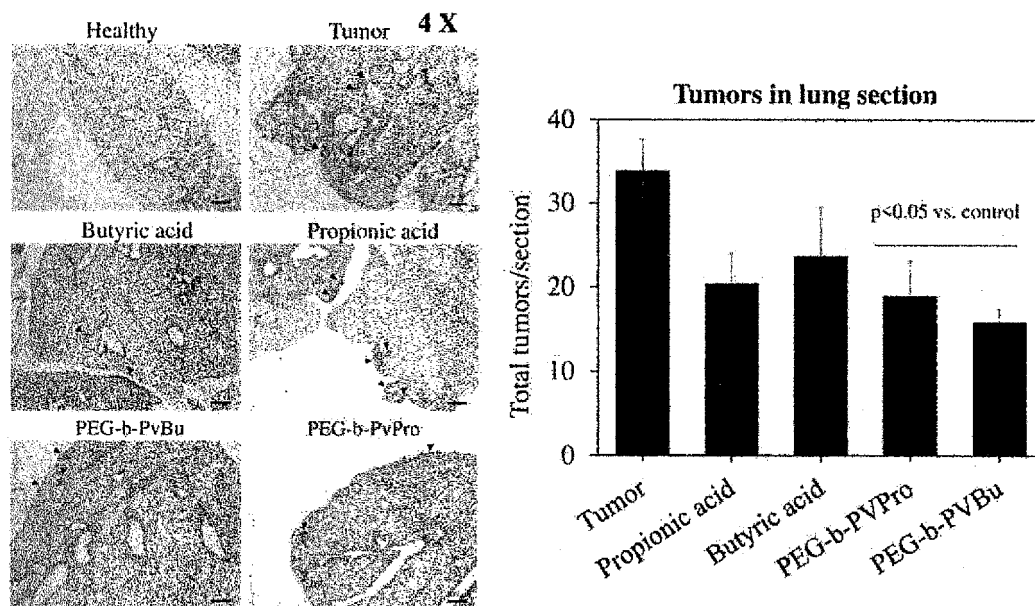 Healthy
Tumor
4 X
Butyric acid
Propionic acid
PEG-b-PvBu
PEG-b-PvPro
Tumors in lung section
Total tumors/section
40
30
20
10
0
p<0.05 vs. control
Tumor
Propionic acid
Butyric acid
PEG-b-PVPro
PEG-b-PVBu